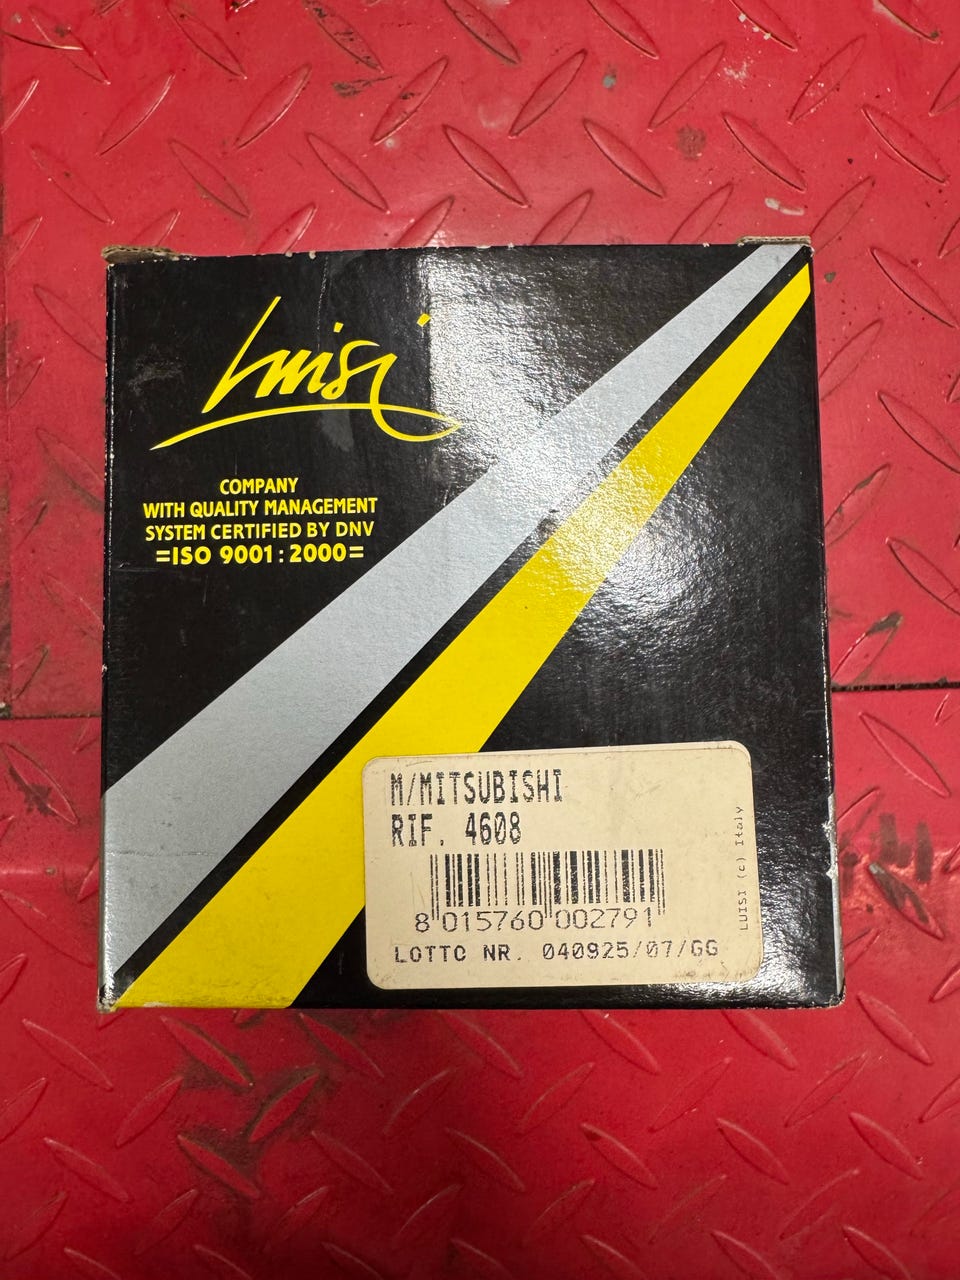 Luisi
COMPANY
WITH QUALITY MANAGEMENT
SYSTEM CERTIFIED BY DNV
=ISO 9001:2000=
M/MITSUBISHI
RIF. 4608
8 015760 002791
LOTTO NR. 040925/07/GG
LUISI (c) Italy